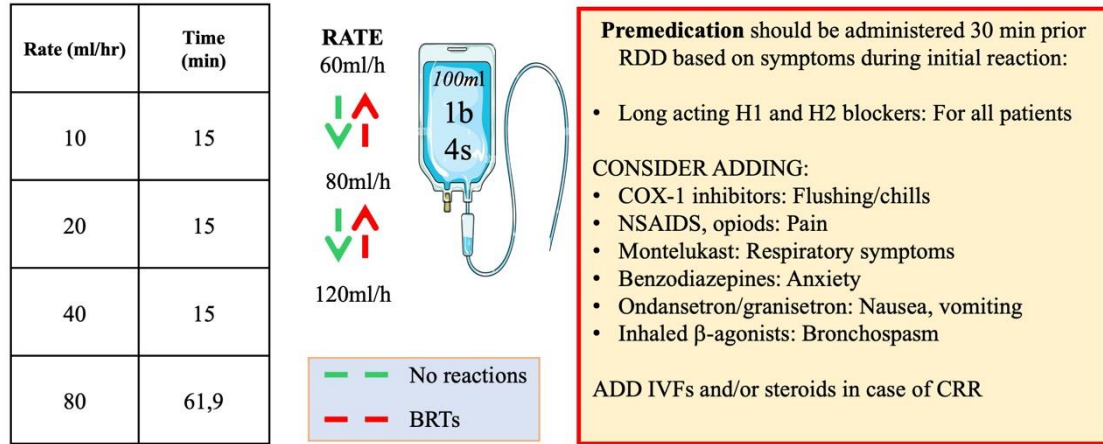 Rate (ml/hr) Time (min)
10 15
20 15
40 15
80 61,9
RATE
60ml/h
80ml/h
120ml/h
100ml
1b
4s
No reactions
BRTs
Premedication should be administered 30 min prior
RDD based on symptoms during initial reaction:
• Long acting H1 and H2 blockers: For all patients
CONSIDER ADDING:
• COX-1 inhibitors: Flushing/chills
• NSAIDS, opiods: Pain
• Montelukast: Respiratory symptoms
• Benzodiazepines: Anxiety
• Ondansetron/granisetron: Nausea, vomiting
• Inhaled β-agonists: Bronchospasm
ADD IVFs and/or steroids in case of CRR